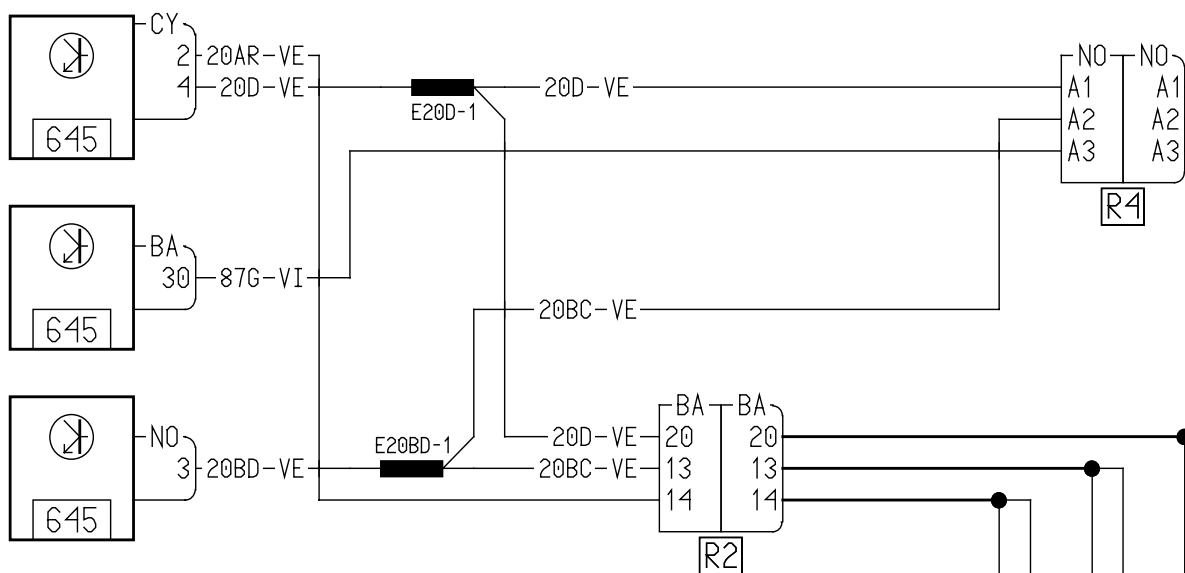 CY
2 20AR-VE
4 20D-VE
645
E20D-1
20D-VE
NO NO
A1 A1
A2 A2
A3 A3
R4
BA
30 87G-VI
645
20BC-VE
NO
3 20BD-VE
645
E20BD-1
BA BA
20D-VE 20 20
20BC-VE 13 13
14 14
R2